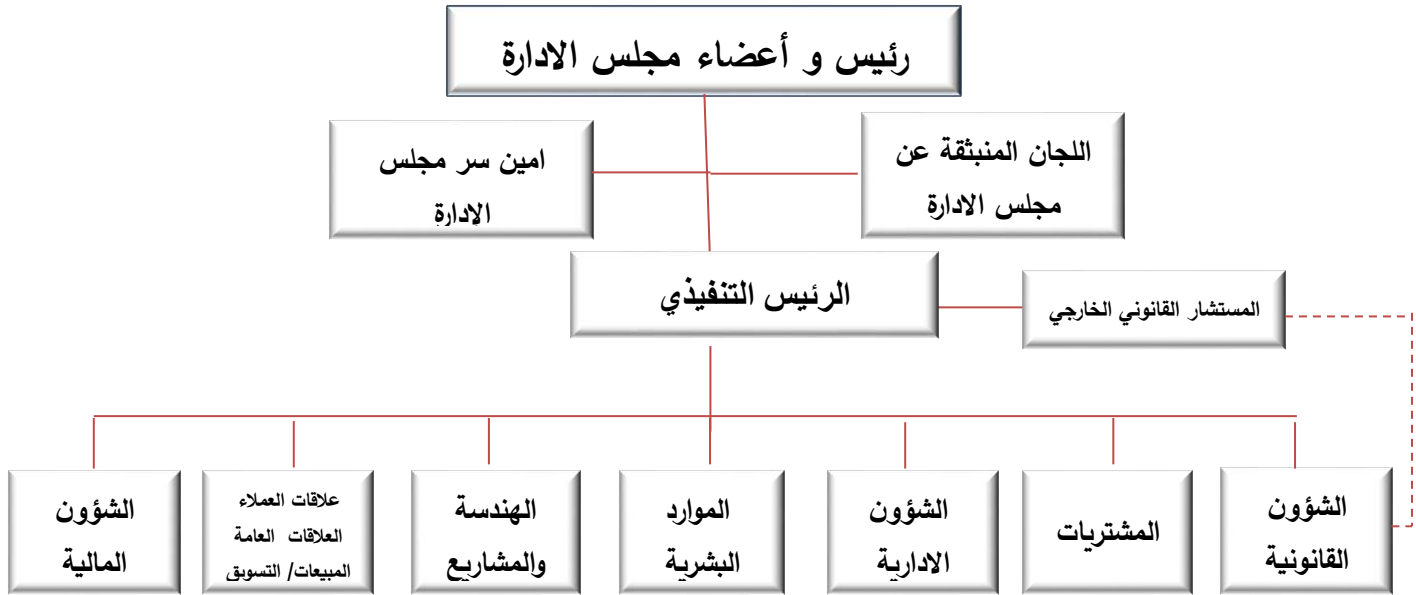 رئيس و أعضاء مجلس الادارة
اللجان المنبثقة عن
مجلس الادارة
امين سر مجلس
الادارة
الرئيس التنفيذي
المستشار القانوني الخارجي
الشؤون
القانونية
المشتريات
الشؤون
الادارية
الموارد
البشرية
الهندسة
والمشاريع
علاقات العملاء
العلاقات العامة
المبيعات/ التسويق
الشؤون
المالية